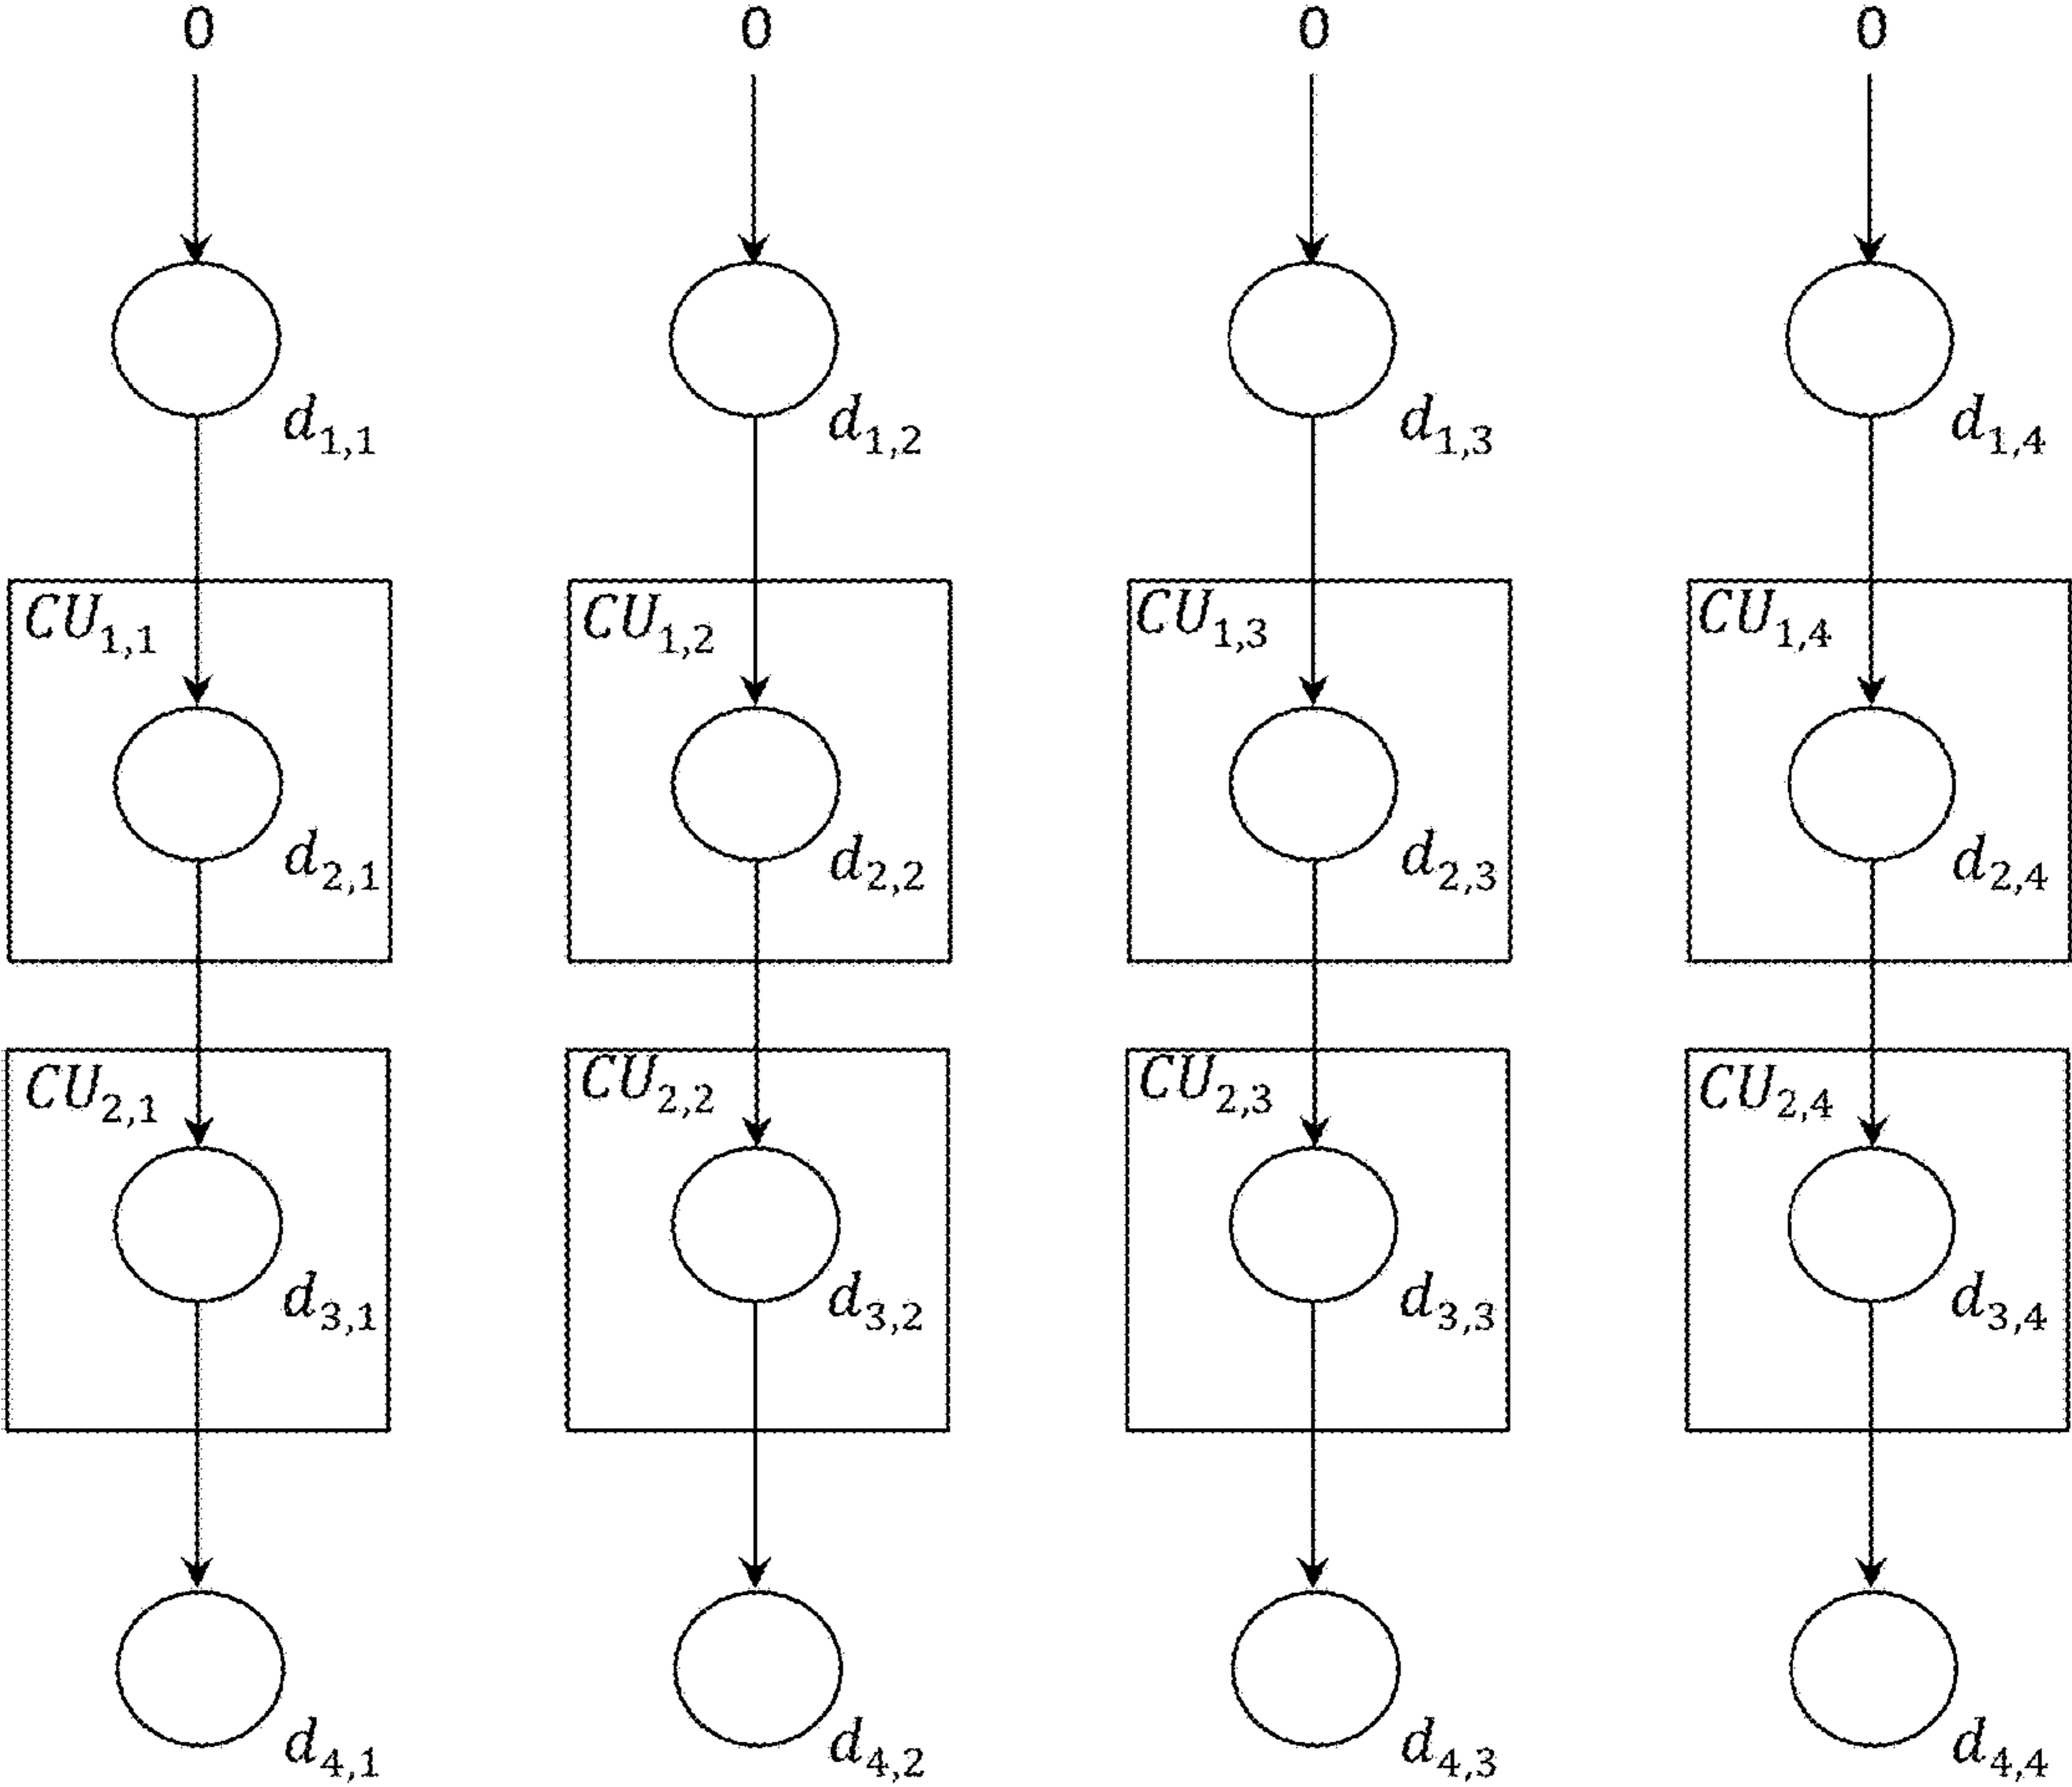 0 0 0 0
d1,1 d1,2 d1,3 d1,4
CU1,1 CU1,2 CU1,3 CU1,4
d2,1 d2,2 d2,3 d2,4
CU2,1 CU2,2 CU2,3 CU2,4
d3,1 d3,2 d3,3 d3,4
d4,1 d4,2 d4,3 d4,4